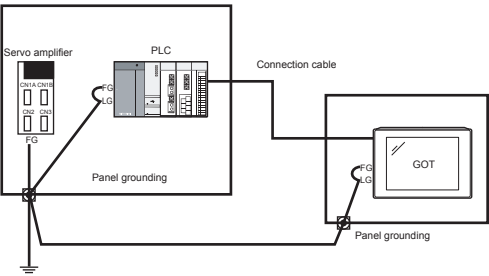 Servo amplifier
PLC
Connection cable
CN1A CN1B
CN2 CN3
FG
FG
LG
Panel grounding
GOT
FG
LG
Panel grounding